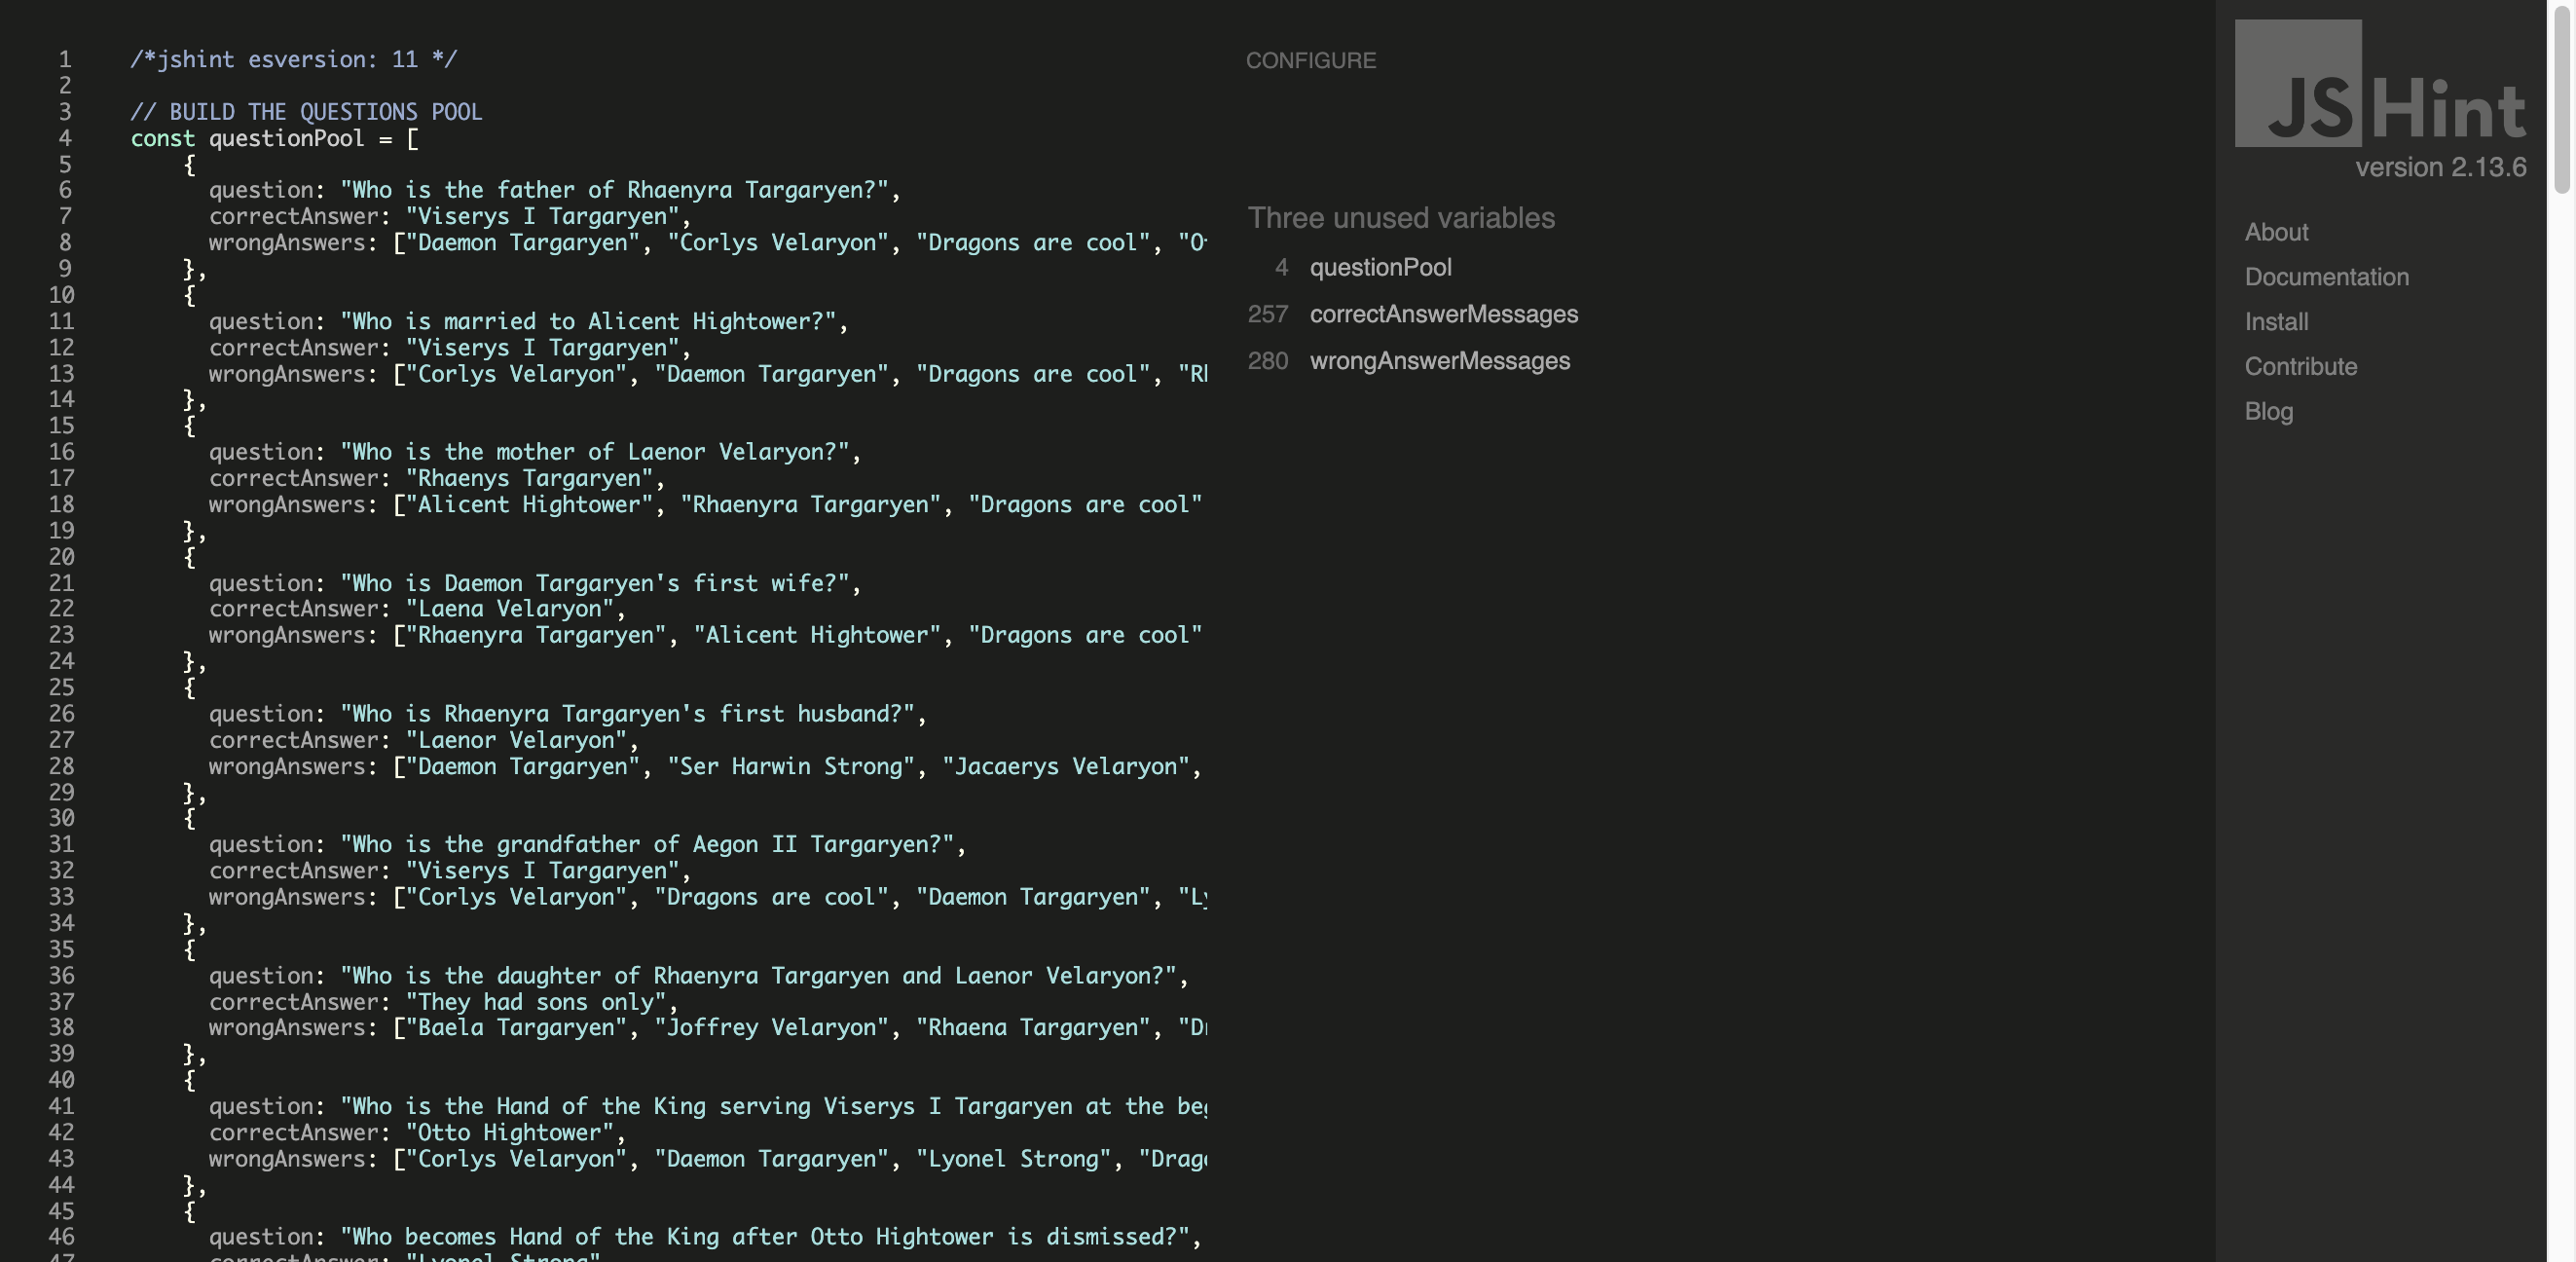 1 /*jshint esversion: 11 */
2
3 // BUILD THE QUESTIONS POOL
4 const questionPool = [
5 {
6 question: "Who is the father of Rhaenyra Targaryen?",
7 correctAnswer: "Viserys I Targaryen",
8 wrongAnswers: ["Daemon Targaryen", "Corlys Velaryon", "Dragons are cool",
9 },
10 {
11 question: "Who is married to Alicent Hightower?",
12 correctAnswer: "Viserys I Targaryen",
13 wrongAnswers: ["Corlys Velaryon", "Daemon Targaryen", "Dragons are cool",
14 },
15 {
16 question: "Who is the mother of Laenor Velaryon?",
17 correctAnswer: "Rhaenys Targaryen",
18 wrongAnswers: ["Alicent Hightower", "Rhaenyra Targaryen", "Dragons are cool"
19 },
20 {
21 question: "Who is Daemon Targaryen's first wife?",
22 correctAnswer: "Laena Velaryon",
23 wrongAnswers: ["Rhaenyra Targaryen", "Alicent Hightower", "Dragons are cool"
24 },
25 {
26 question: "Who is Rhaenyra Targaryen's first husband?",
27 correctAnswer: "Laenor Velaryon",
28 wrongAnswers: ["Daemon Targaryen", "Ser Harwin Strong", "Jacaerys Velaryon",
29 },
30 {
31 question: "Who is the grandfather of Aegon II Targaryen?",
32 correctAnswer: "Viserys I Targaryen",
33 wrongAnswers: ["Corlys Velaryon", "Dragons are cool", "Daemon Targaryen",
34 },
35 {
36 question: "Who is the daughter of Rhaenyra Targaryen and Laenor Velaryon?",
37 correctAnswer: "They had sons only",
38 wrongAnswers: ["Baela Targaryen", "Joffrey Velaryon", "Rhaena Targaryen",
39 },
40 {
41 question: "Who is the Hand of the King serving Viserys I Targaryen at the
42 correctAnswer: "Otto Hightower",
43 wrongAnswers: ["Corlys Velaryon", "Daemon Targaryen", "Lyonel Strong",
44 },
45 {
46 question: "Who becomes Hand of the King after Otto Hightower is dismissed?",
47 correctAnswer: "Lyonel Strong"
CONFIGURE
Three unused variables
4 questionPool
257 correctAnswerMessages
280 wrongAnswerMessages
JSHint
version 2.13.6
About
Documentation
Install
Contribute
Blog